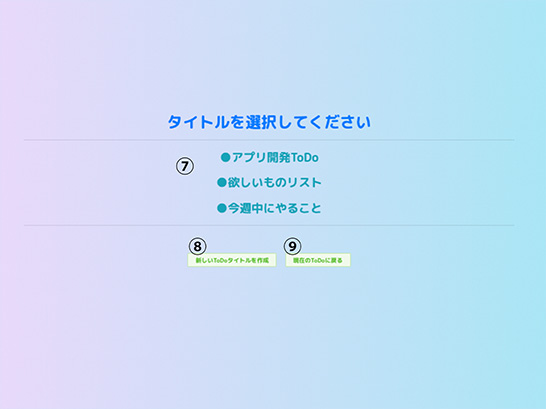 タイトルを選択してください
⑦
●アプリ開発ToDo
●欲しいものリスト
●今週中にやること
⑧ ⑨
新しいToDoタイトルを作成 現在のToDoに戻る